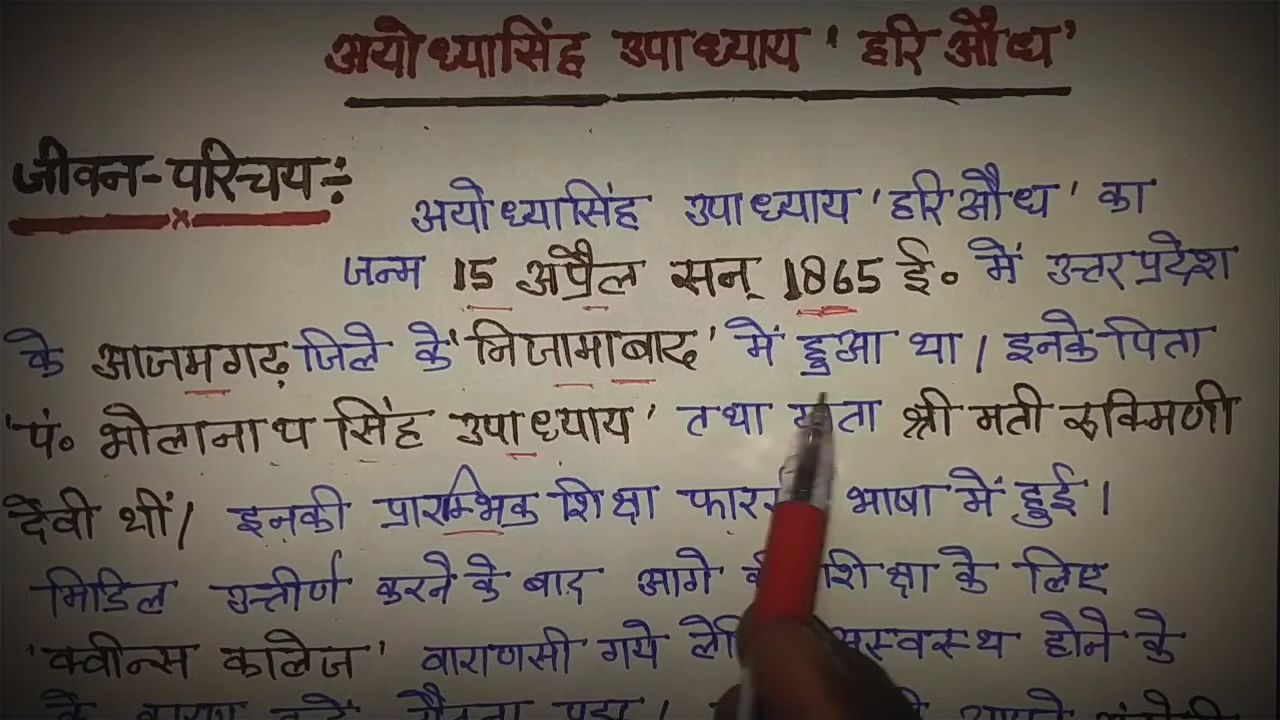 अयोध्यासिंह उपाध्याय 'हरिऔध'
जीवन-परिचय÷
अयोध्यासिंह उपाध्याय 'हरिऔध' का
जन्म 15 अप्रैल सन् 1865 ई० में उत्तरप्रदेश
के आजमगढ़ जिले के 'निजामाबाद' में हुआ था। इनके पिता
'पं० भोलानाथ सिंह उपाध्याय' तथा माता श्री मती रूक्मिणी
देवी थीं। इनकी प्रारम्भिक शिक्षा भाषा में हुई।
मिडिल उत्तीर्ण करने के बाद आगे शिक्षा के लिए
'क्वीन्स कालेज' वाराणसी गये अस्वस्थ होने के